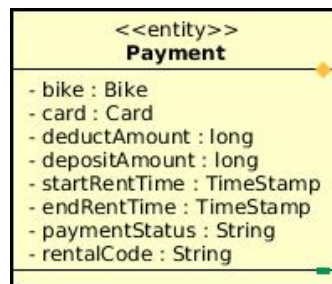 <<entity>>
Payment
- bike : Bike
- card : Card
- deductAmount : long
- depositAmount : long
- startRentTime : TimeStamp
- endRentTime : TimeStamp
- paymentStatus : String
- rentalCode : String